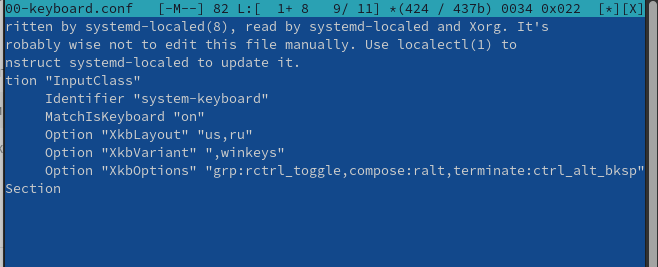 00-keyboard.conf   [-M--] 82 L:[  1+ 8   9/ 11] *(424 / 437b) 0034 0x022  [*][X]
ritten by systemd-localed(8), read by systemd-localed and Xorg. It's
robably wise not to edit this file manually. Use localectl(1) to
nstruct systemd-localed to update it.
tion "InputClass"
Identifier "system-keyboard"
MatchIsKeyboard "on"
Option "XkbLayout" "us,ru"
Option "XkbVariant" ",winkeys"
Option "XkbOptions" "grp:rctrl_toggle,compose:ralt,terminate:ctrl_alt_bksp"
Section